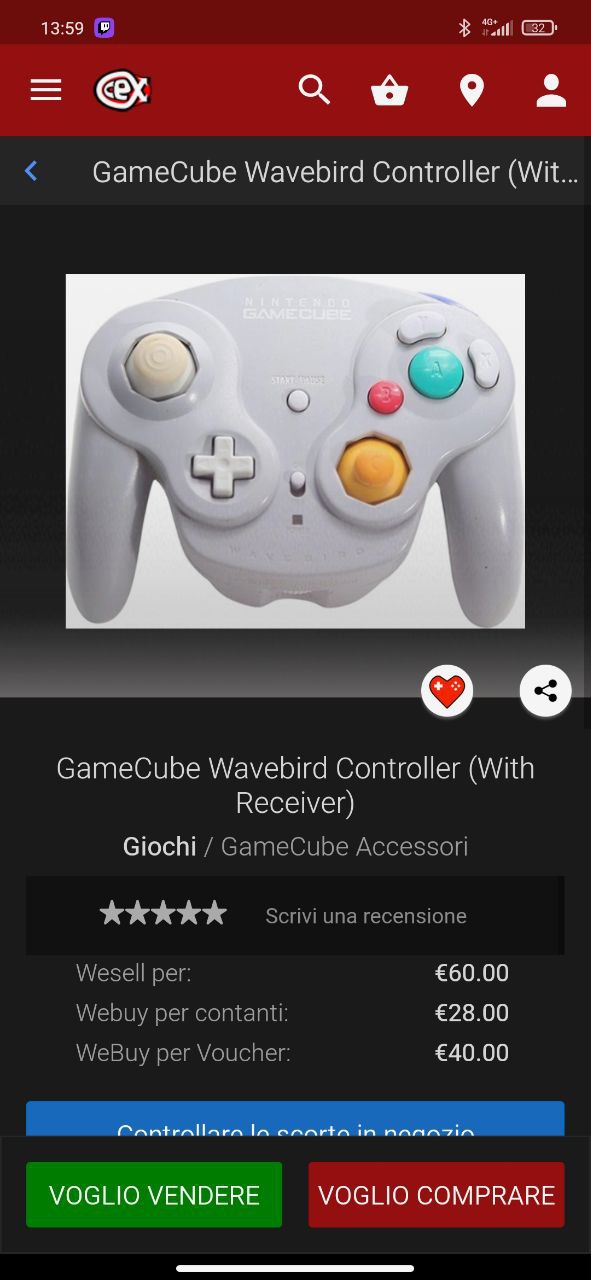 13:59
4G+
32
CeX
GameCube Wavebird Controller (Wit...
NINTENDO
GAMECUBE
START/PAUSE
A
B
C
WAVEBIRD
GameCube Wavebird Controller (With
Receiver)
Giochi / GameCube Accessori
Scrivi una recensione
Wesell per: €60.00
Webuy per contanti: €28.00
WeBuy per Voucher: €40.00
Controllare le scorte in negozio
VOGLIO VENDERE
VOGLIO COMPRARE